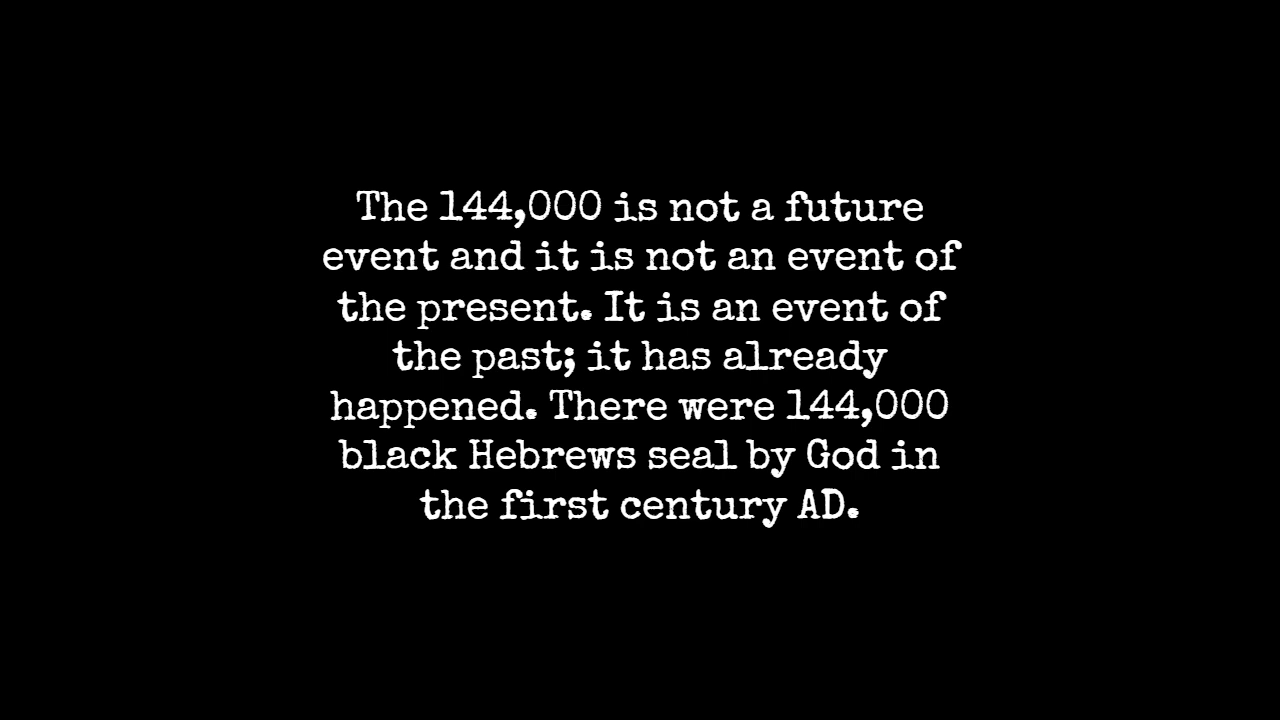 The 144,000 is not a future
event and it is not an event of
the present. It is an event of
the past; it has already
happened. There were 144,000
black Hebrews seal by God in
the first century AD.